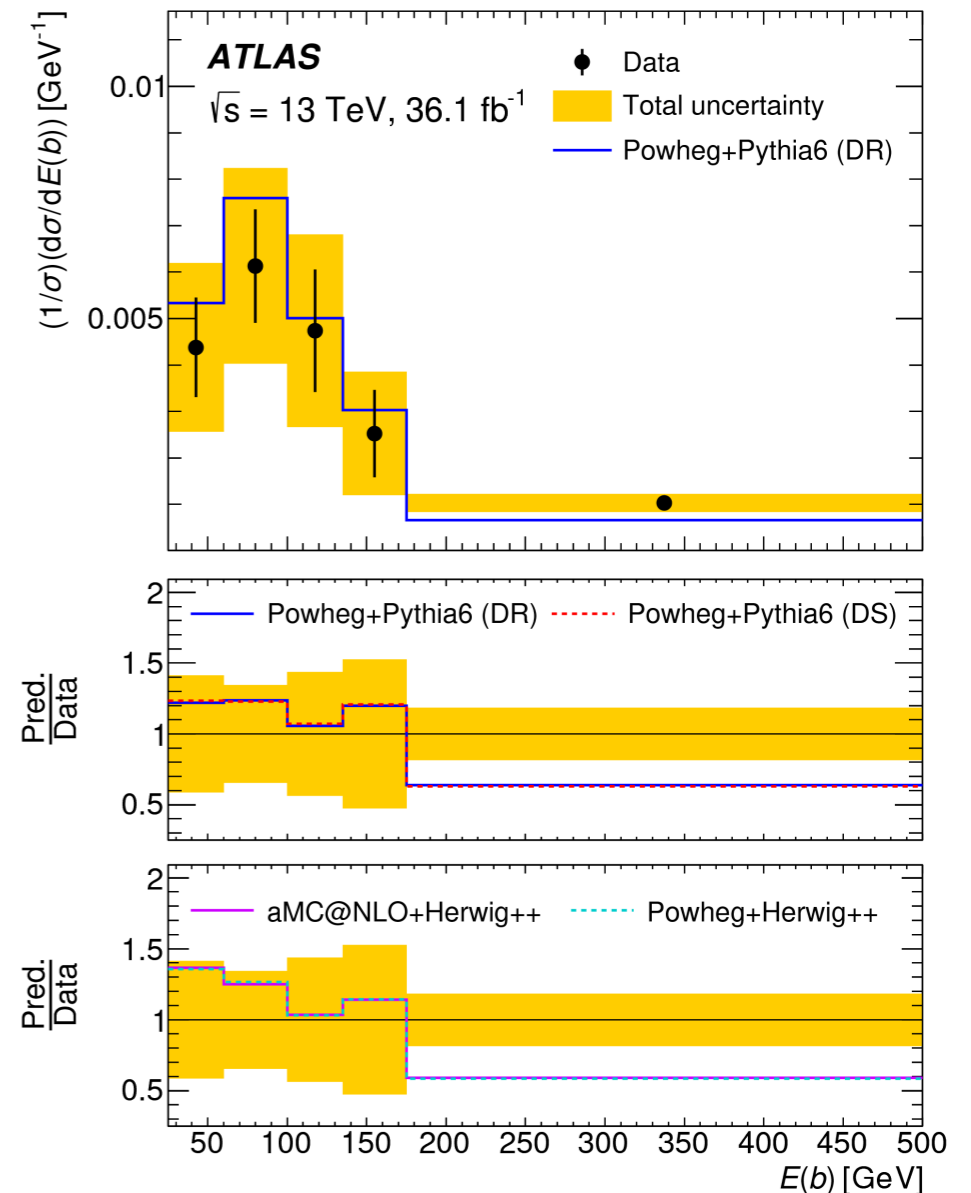 ATLAS
√s = 13 TeV, 36.1 fb⁻¹
Data
Total uncertainty
Powheg+Pythia6 (DR)
(1/σ)(dσ/dE(b)) [GeV⁻¹]
0.01
0.005
Powheg+Pythia6 (DR)
Powheg+Pythia6 (DS)
Pred.
Data
2
1.5
1
0.5
aMC@NLO+Herwig++
Powheg+Herwig++
Pred.
Data
2
1.5
1
0.5
50 100 150 200 250 300 350 400 450 500
E(b) [GeV]